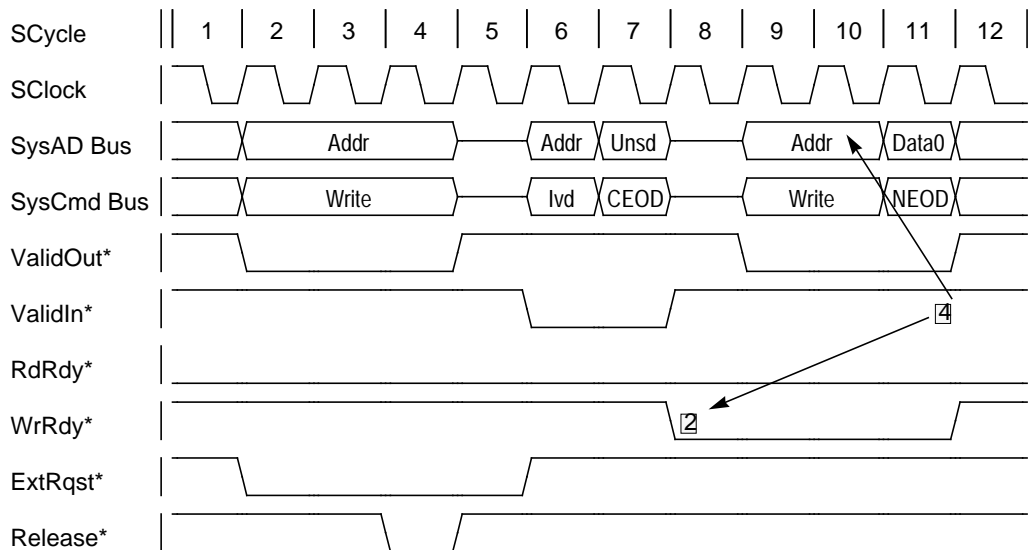 SCycle 1 2 3 4 5 6 7 8 9 10 11 12
SClock
SysAD Bus Addr Addr Unsd Addr Data0
SysCmd Bus Write Ivd CEOD Write NEOD
ValidOut*
ValidIn* 4
RdRdy*
WrRdy* 2
ExtRqst*
Release*